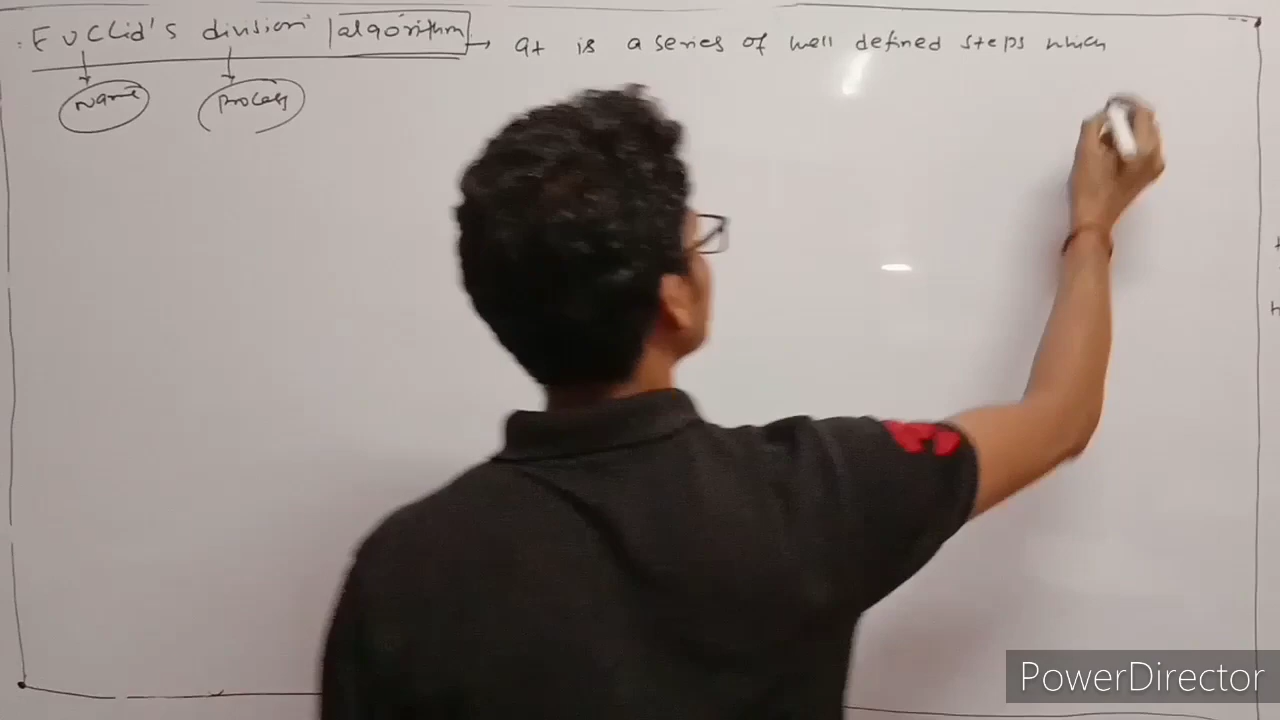 EUClid's division algorithm → It is a series of well defined steps which
Name Process
PowerDirector